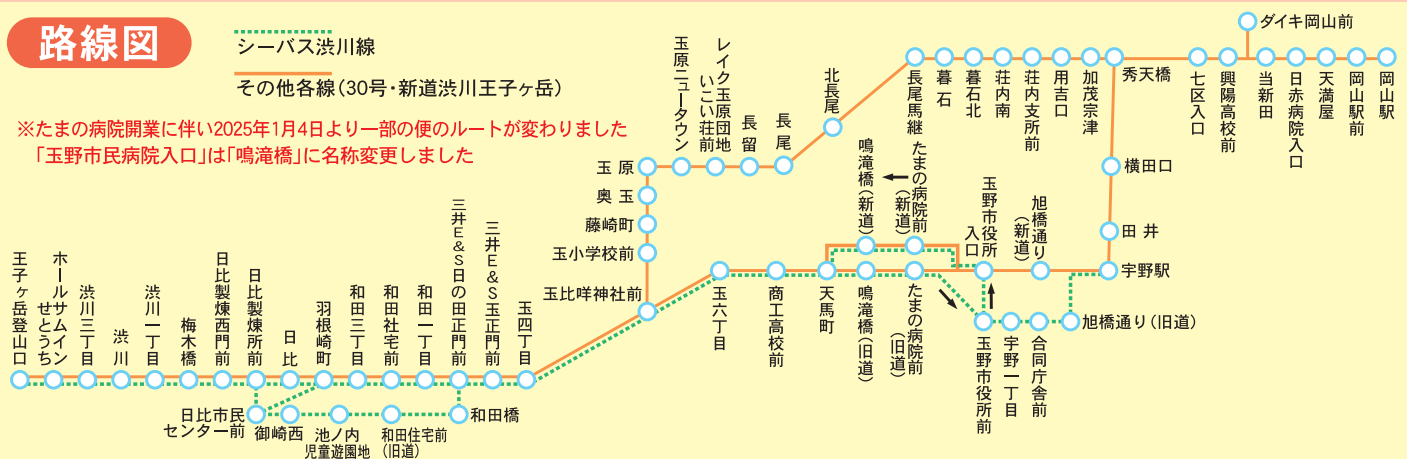 路線図
シーバス渋川線
その他各線(30号・新道渋川王子ヶ岳)
※たまの病院開業に伴い2025年1月4日より一部の便のルートが変わりました
「玉野市民病院入口」は「鳴滝橋」に名称変更しました
王子ヶ岳登山口
ホールサムイン
せとうち
渋川三丁目
渋川
渋川一丁目
梅木橋
日比製煉西門前
日比製煉所前
日比
羽根崎町
和田三丁目
和田社宅前
和田一丁目
三井E&S日の田正門前
三井E&S玉正門前
玉四丁目
日比市民
センター前
御崎西
池ノ内
児童遊園地
和田住宅前
(旧道)
和田橋
玉比咩神社前
玉小学校前
藤崎町
奥玉
玉原
玉原ニュータウン
レイク玉原団地
いこい荘前
長留
長尾
北長尾
長尾馬継
暮石
暮石北
荘内南
荘内支所前
用吉口
加茂宗津
秀天橋
七区入口
興陽高校前
ダイキ岡山前
当新田
日赤病院入口
天満屋
岡山駅前
岡山駅
横田口
田井
宇野駅
玉六丁目
商工高校前
天馬町
鳴滝橋(新道)
たまの病院前
(新道)
鳴滝橋(旧道)
たまの病院前
(旧道)
玉野市役所
入口
旭橋通り
(新道)
玉野市役所前
宇野一丁目
合同庁舎前
旭橋通り(旧道)